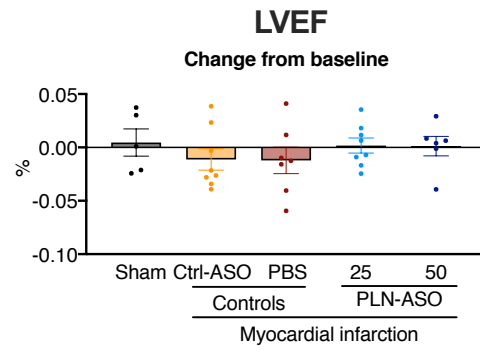 LVEF
Change from baseline
%
0.05
0.00
-0.05
-0.10
Sham Ctrl-ASO PBS 25 50
Controls PLN-ASO
Myocardial infarction